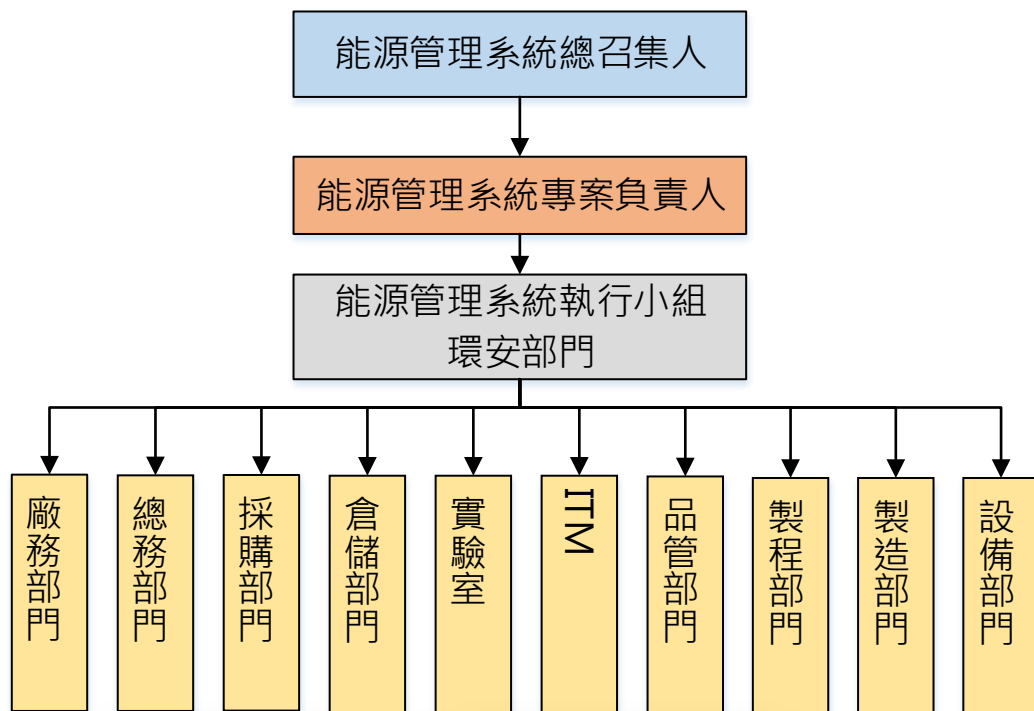 能源管理系統總召集人
能源管理系統專案負責人
能源管理系統執行小組
環安部門
廠務部門
總務部門
採購部門
倉儲部門
實驗室
ITM
品管部門
製程部門
製造部門
設備部門